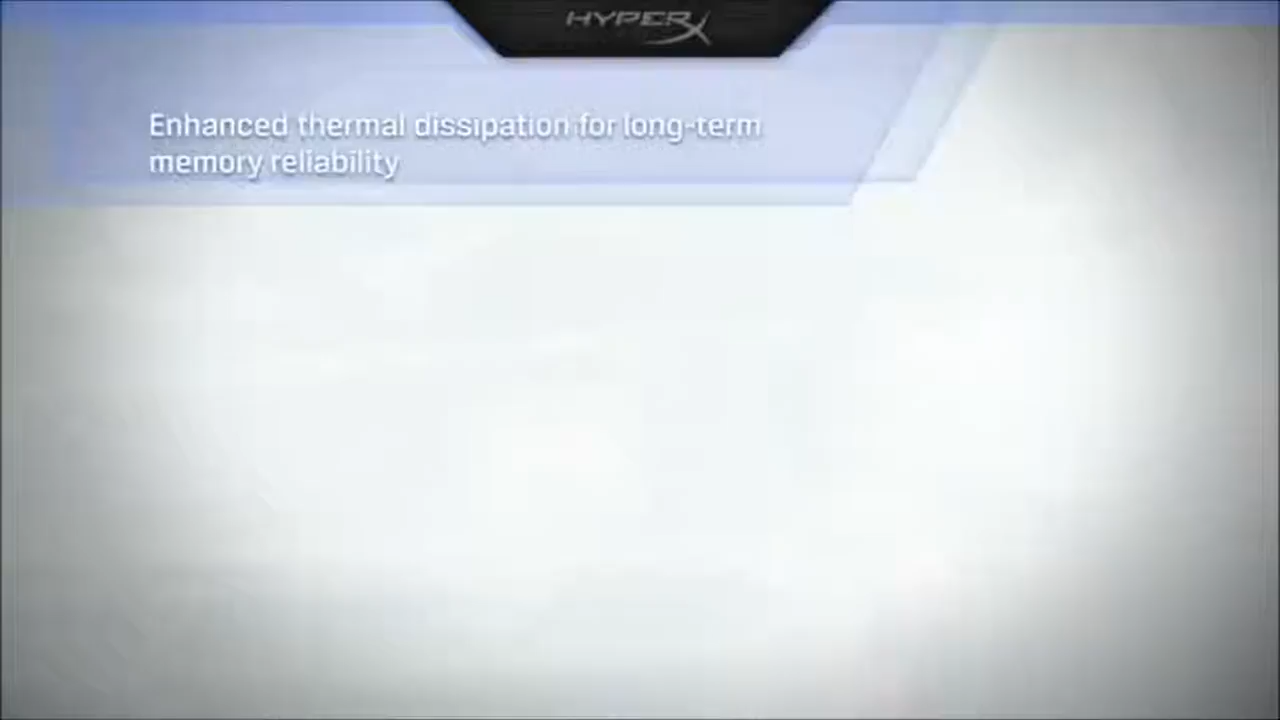 HYPERX
Enhanced thermal dissipation for long-term
memory reliability